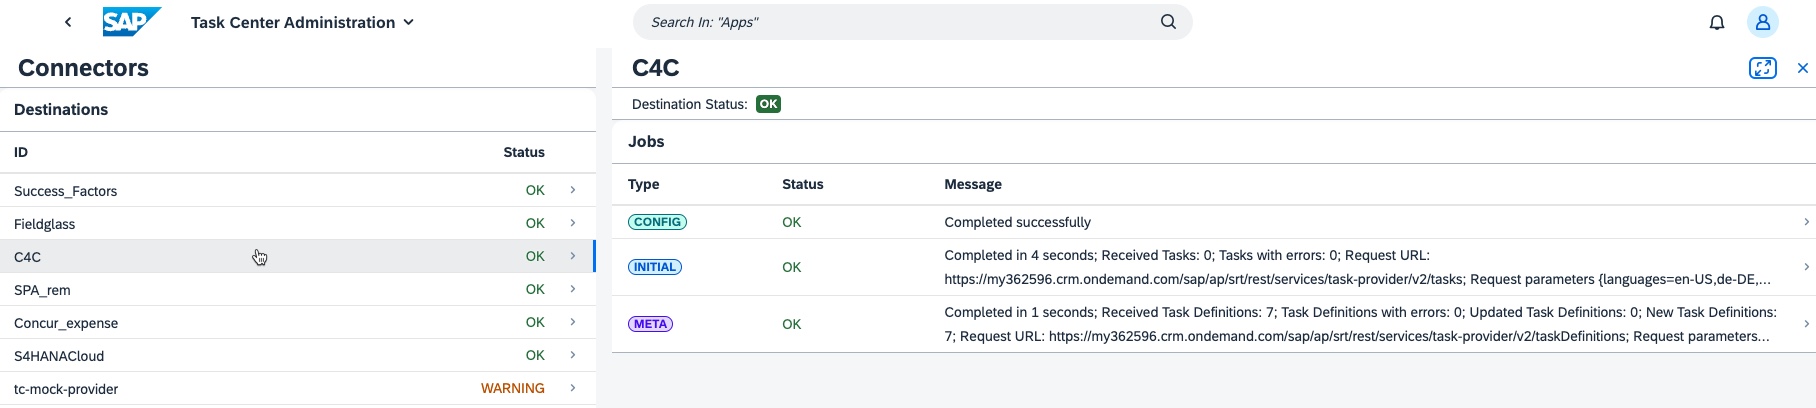 SAP Task Center Administration
Search In: "Apps"
Connectors
Destinations
ID Status
Success_Factors OK
Fieldglass OK
C4C OK
SPA_rem OK
Concur_expense OK
S4HANACloud OK
tc-mock-provider WARNING
C4C
Destination Status: OK
Jobs
Type Status Message
CONFIG OK Completed successfully
INITIAL OK Completed in 4 seconds; Received Tasks: 0; Tasks with errors: 0; Request URL:
https://my362596.crm.ondemand.com/sap/ap/srt/rest/services/task-provider/v2/tasks; Request parameters {languages=en-US,de-DE,...
META OK Completed in 1 seconds; Received Task Definitions: 7; Task Definitions with errors: 0; Updated Task Definitions: 0; New Task Definitions:
7; Request URL: https://my362596.crm.ondemand.com/sap/ap/srt/rest/services/task-provider/v2/taskDefinitions; Request parameters...